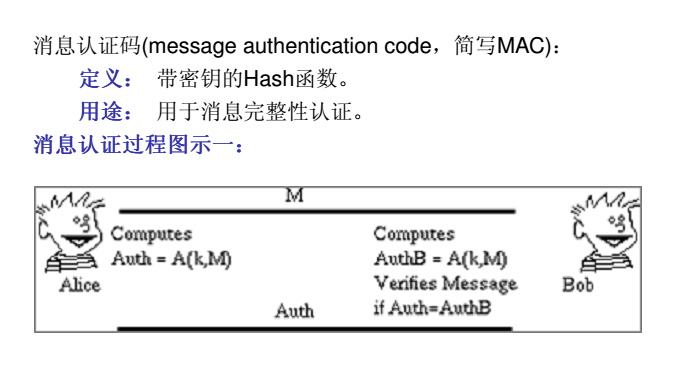 消息认证码(message authentication code，简写MAC)：
定义： 带密钥的Hash函数。
用途： 用于消息完整性认证。
消息认证过程图示一：
M
Computes
Auth = A(k,M)
Alice
Computes
AuthB = A(k,M)
Verifies Message
if Auth=AuthB
Bob
Auth